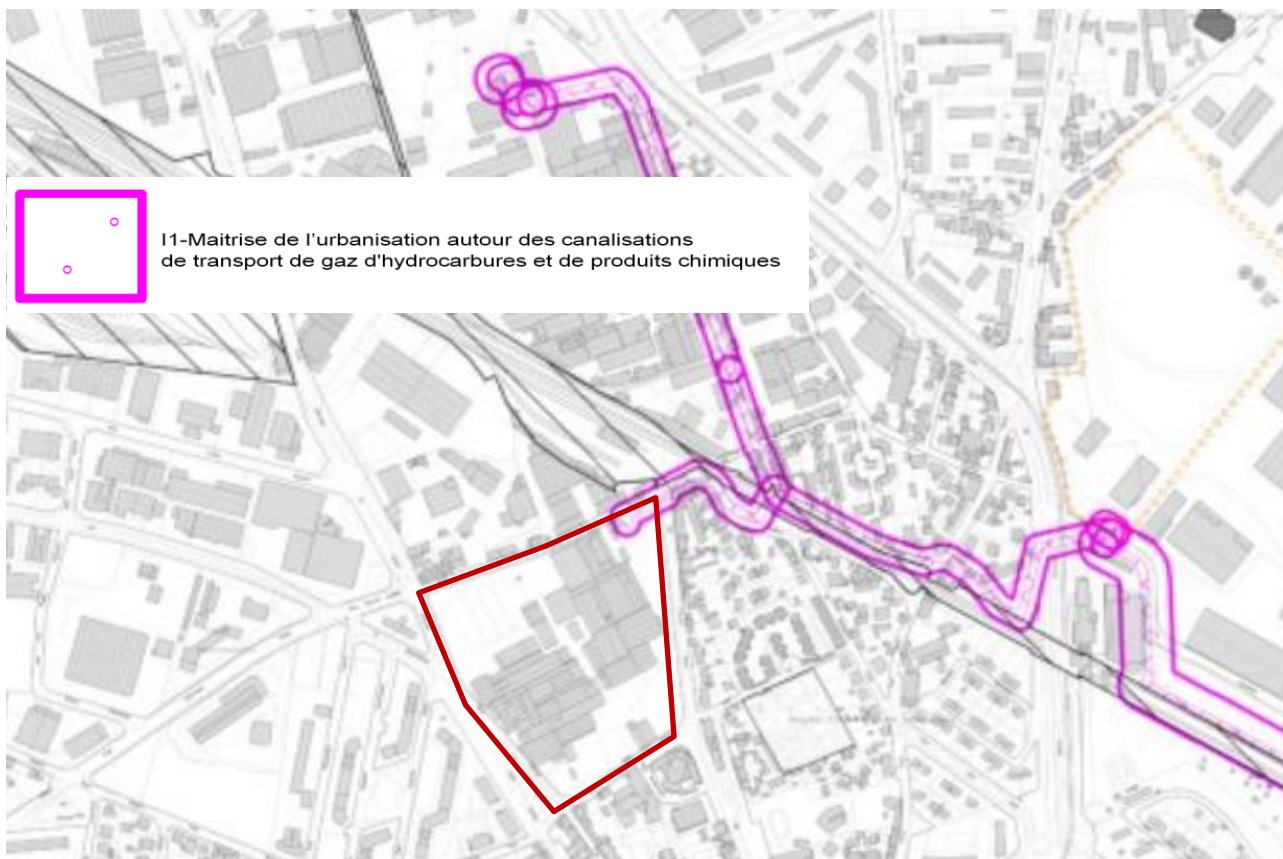 I1-Maitrise de l'urbanisation autour des canalisations
de transport de gaz d'hydrocarbures et de produits chimiques